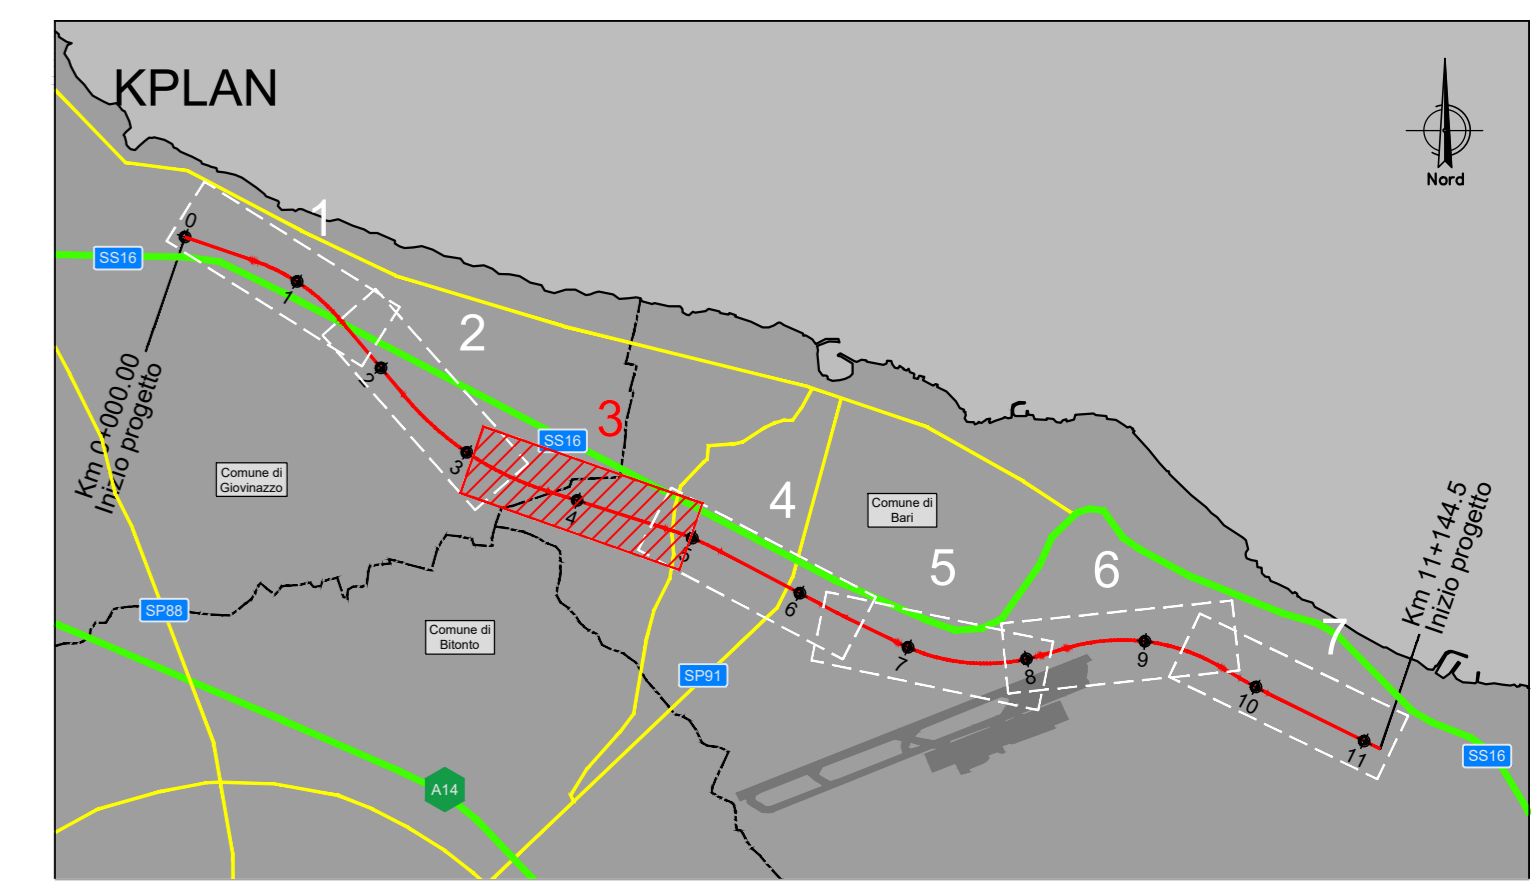 KPLAN
Nord
1
0
SS16
1
2
2
Km 0+000.00
Inizio progetto
3
SS16
3
Comune di
Giovinazzo
4
4
Comune di
Bari
5
5
6
Km 11+144.5
Inizio progetto
6
SP88
Comune di
Bitonto
7
7
SP91
8
9
10
11
SS16
A14